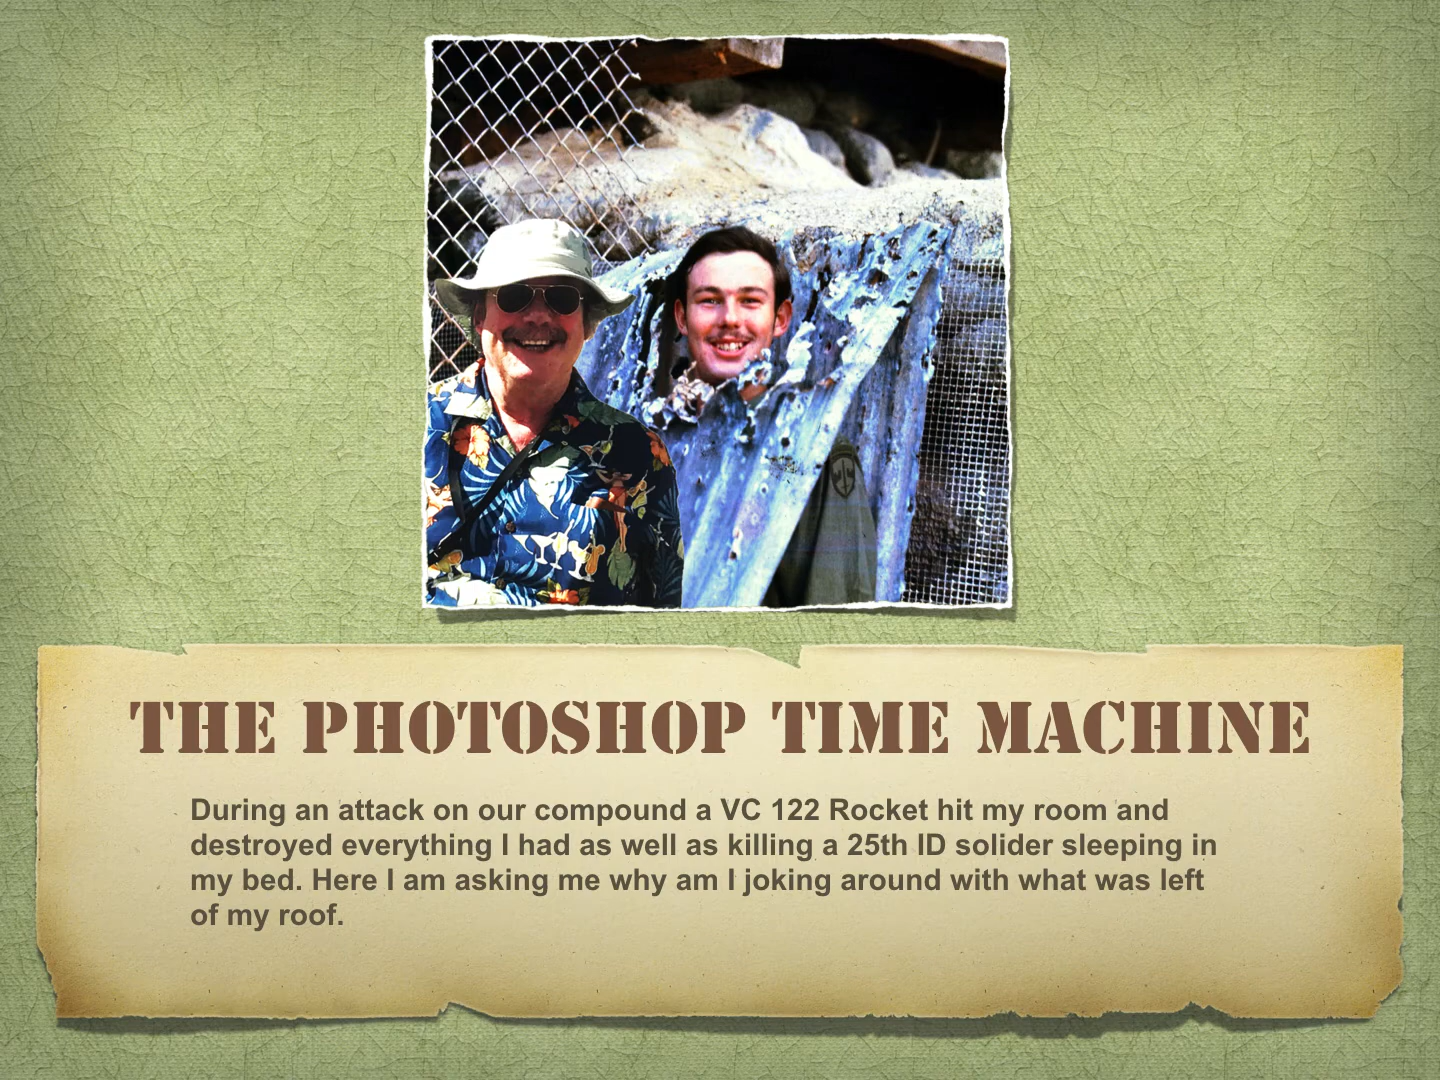 THE PHOTOSHOP TIME MACHINE
During an attack on our compound a VC 122 Rocket hit my room and
destroyed everything I had as well as killing a 25th ID solider sleeping in
my bed. Here I am asking me why am I joking around with what was left
of my roof.